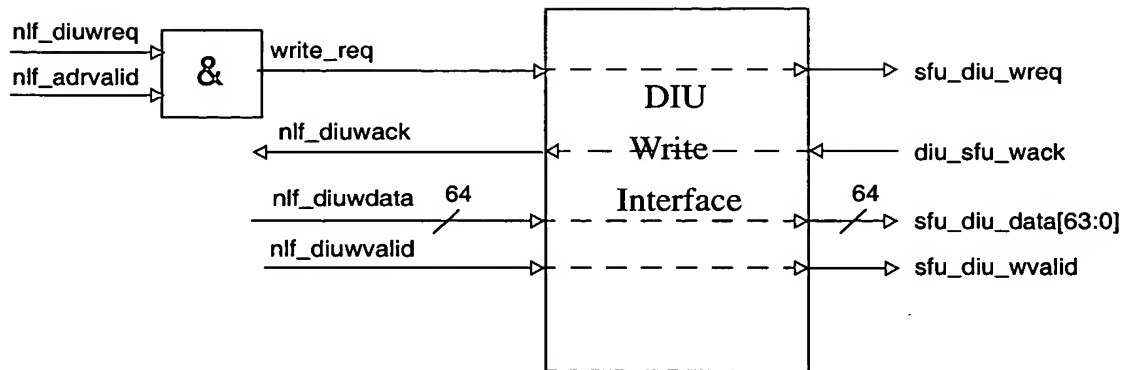 nlf_diuwreq
nlf_adrvalid
&
write_req
sfu_diu_wreq
DIU
nlf_diuwack
Write
diu_sfu_wack
nlf_diuwdata
64
Interface
64
sfu_diu_data[63:0]
nlf_diuwvalid
sfu_diu_wvalid